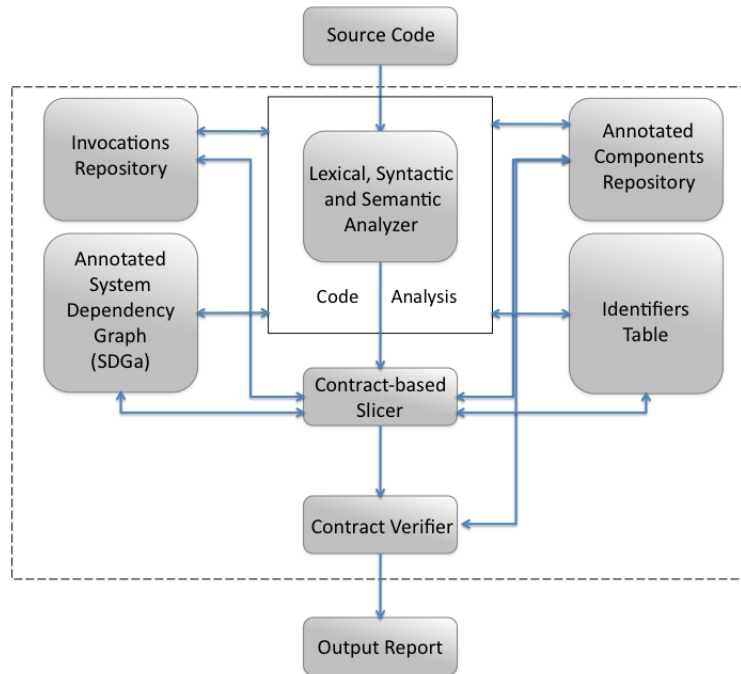 Source Code
Invocations
Repository
Lexical, Syntactic
and Semantic
Analyzer
Annotated
Components
Repository
Annotated
System
Dependency
Graph
(SDGa)
Code Analysis
Identifiers
Table
Contract-based
Slicer
Contract Verifier
Output Report